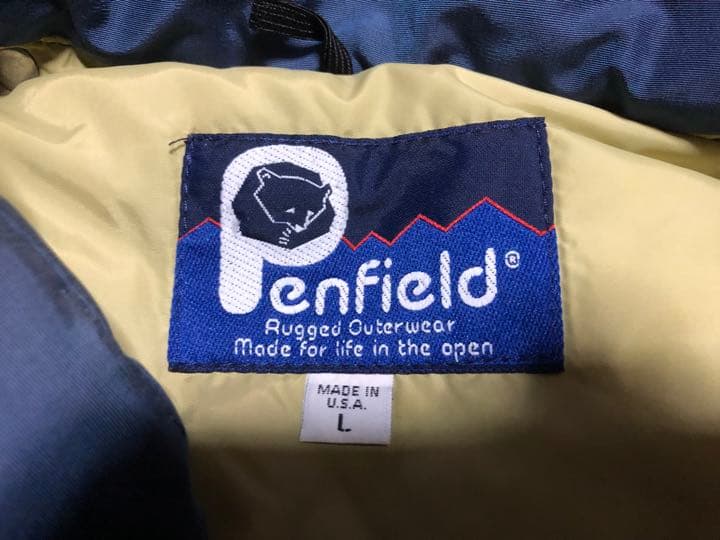 Penfield®
Rugged Outerwear
Made for life in the open
MADE IN
U.S.A.
L